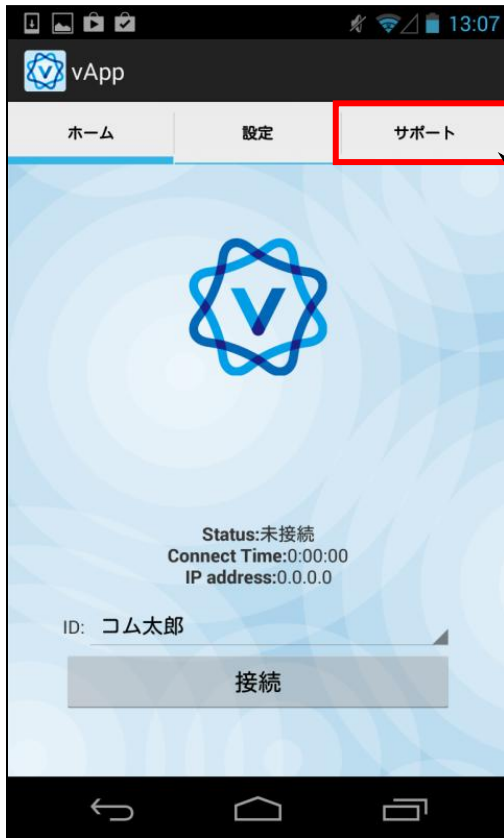 13:07
vApp
ホーム 設定 サポート
V
Status:未接続
Connect Time:0:00:00
IP address:0.0.0.0
ID: コム太郎
接続